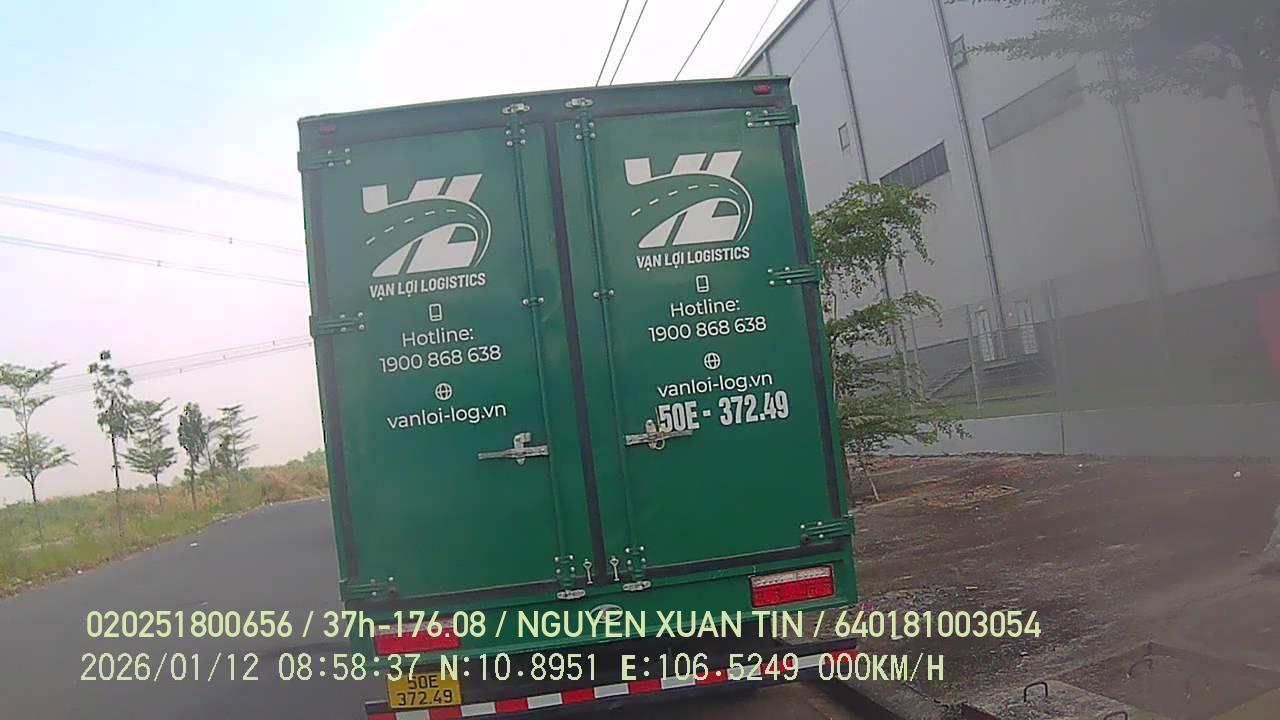 VẠN LỢI LOGISTICS
Hotline:
1900 868 638
vanloi-log.vn
VẠN LỢI LOGISTICS
Hotline:
1900 868 638
vanloi-log.vn
50E - 372.49
020251800656 / 37h-176.08 / NGUYEN XUAN TIN / 640181003054
2026/01/12 08:58:37 N:10.8951 E:106.5249 000KM/H
50E
372.49